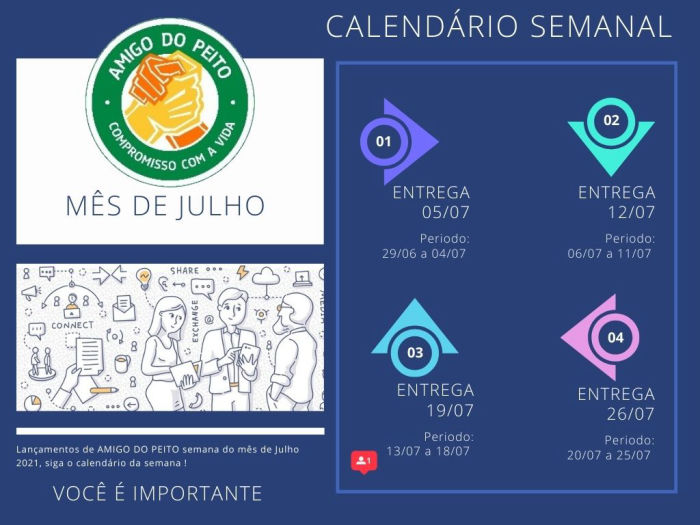 CALENDÁRIO SEMANAL
AMIGO DO PEITO
COMPROMISSO COM A VIDA
MÊS DE JULHO
SHARE
CONNECT
EXCHANGE
Lançamentos de AMIGO DO PEITO semana do mês de Julho
2021, siga o calendário da semana !
VOCÊ É IMPORTANTE
01
ENTREGA
05/07
Periodo:
29/06 a 04/07
02
ENTREGA
12/07
Periodo:
06/07 a 11/07
03
ENTREGA
19/07
Periodo:
13/07 a 18/07
1
04
ENTREGA
26/07
Periodo:
20/07 a 25/07